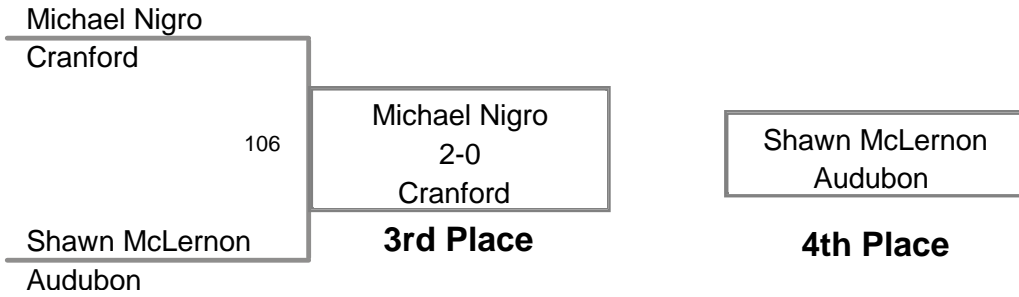 Michael Nigro
Cranford
106
Michael Nigro
2-0
Cranford
3rd Place
Shawn McLernon
Audubon
4th Place
Shawn McLernon
Audubon